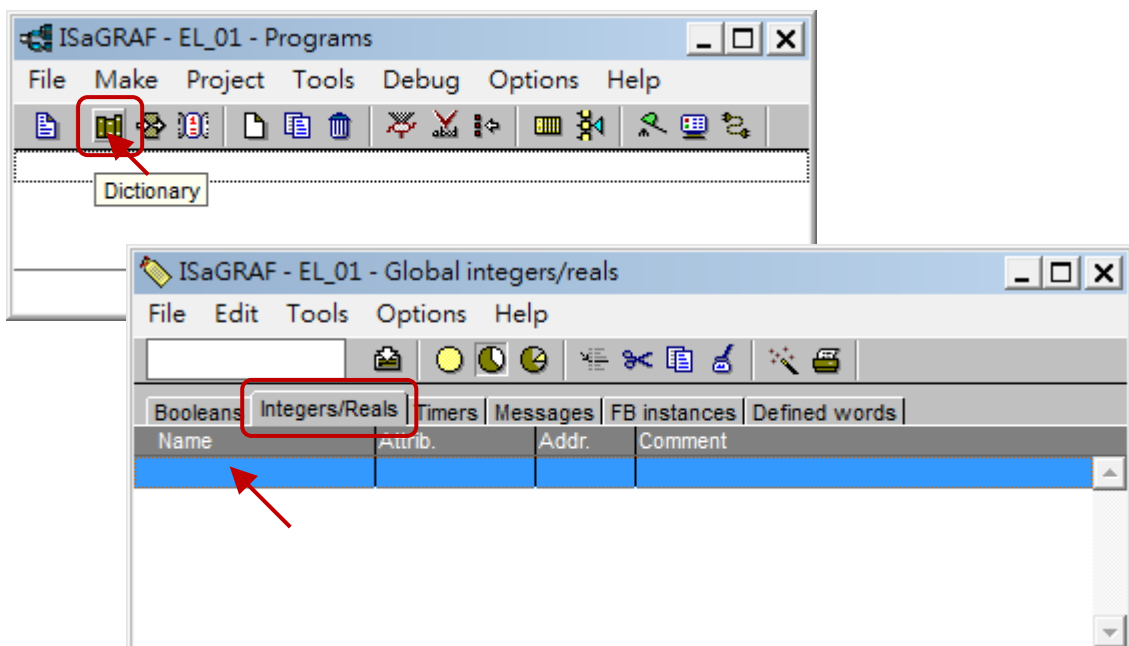 ISaGRAF - EL_01 - Programs
File Make Project Tools Debug Options Help
Dictionary
ISaGRAF - EL_01 - Global integers/reals
File Edit Tools Options Help
Booleans Integers/Reals Timers Messages FB instances Defined words
Name Attrib. Addr. Comment